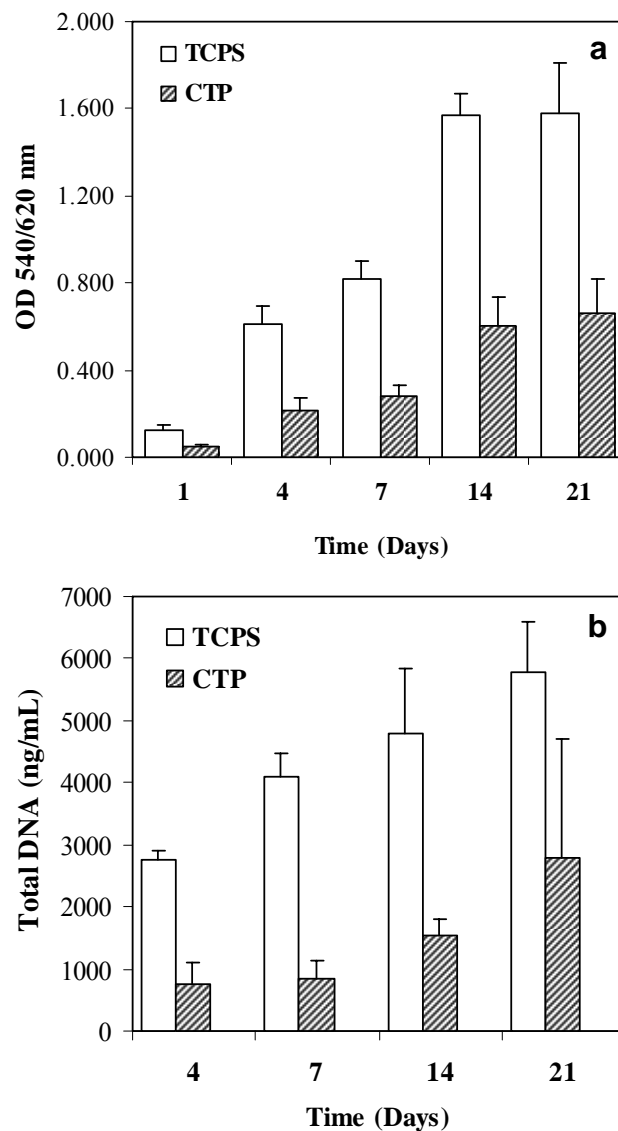 2.000
a
TCPS
CTP
1.600
1.200
0.800
0.400
0.000
OD 540/620 nm
1 4 7 14 21
Time (Days)
7000
b
TCPS
CTP
6000
5000
4000
3000
2000
1000
0
Total DNA (ng/mL)
4 7 14 21
Time (Days)